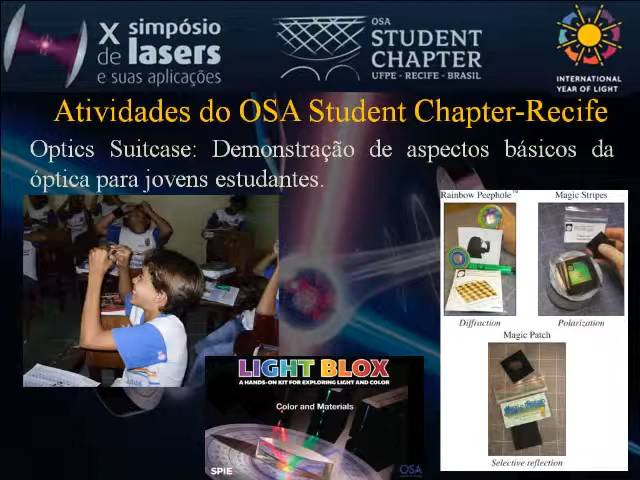 X simpósio
de lasers
e suas aplicações
OSA
STUDENT
CHAPTER
UFPE - RECIFE - BRASIL
INTERNATIONAL
YEAR OF LIGHT
Atividades do OSA Student Chapter-Recife
Optics Suitcase: Demonstração de aspectos básicos da
óptica para jovens estudantes.
Rainbow Peephole™
Magic Stripes
Diffraction
Polarization
Magic Patch
Selective reflection
LIGHT BLOX
A HANDS-ON KIT FOR EXPLORING LIGHT AND COLOR
Color and Materials
SPIE
OSA